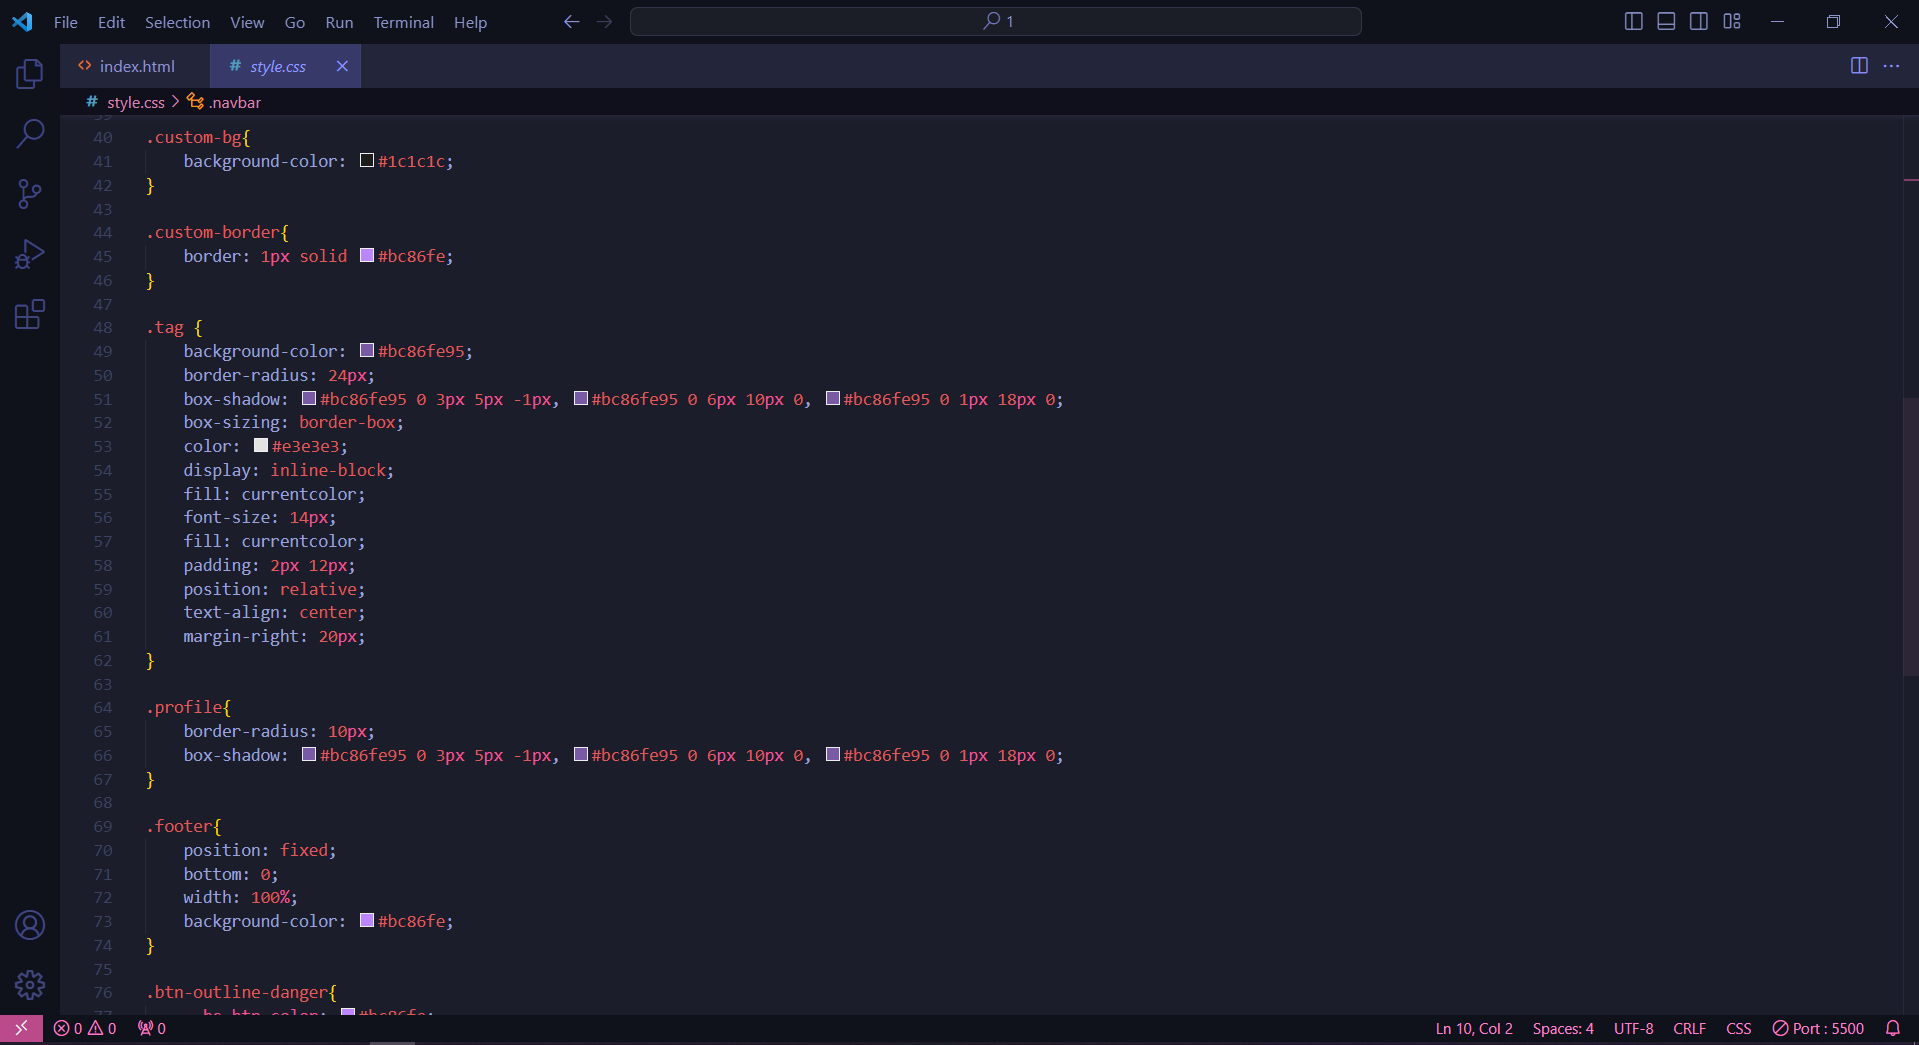 File Edit Selection View Go Run Terminal Help 1
index.html # style.css
# style.css .navbar
39
40 .custom-bg{
41 background-color: #1c1c1c;
42 }
43
44 .custom-border{
45 border: 1px solid #bc86fe;
46 }
47
48 .tag {
49 background-color: #bc86fe95;
50 border-radius: 24px;
51 box-shadow: #bc86fe95 0 3px 5px -1px, #bc86fe95 0 6px 10px 0, #bc86fe95 0 1px 18px 0;
52 box-sizing: border-box;
53 color: #e3e3e3;
54 display: inline-block;
55 fill: currentcolor;
56 font-size: 14px;
57 fill: currentcolor;
58 padding: 2px 12px;
59 position: relative;
60 text-align: center;
61 margin-right: 20px;
62 }
63
64 .profile{
65 border-radius: 10px;
66 box-shadow: #bc86fe95 0 3px 5px -1px, #bc86fe95 0 6px 10px 0, #bc86fe95 0 1px 18px 0;
67 }
68
69 .footer{
70 position: fixed;
71 bottom: 0;
72 width: 100%;
73 background-color: #bc86fe;
74 }
75
76 .btn-outline-danger{
77 --bs-btn-color: #bc86fe;
0 0 0 Ln 10, Col 2 Spaces: 4 UTF-8 CRLF CSS Port : 5500